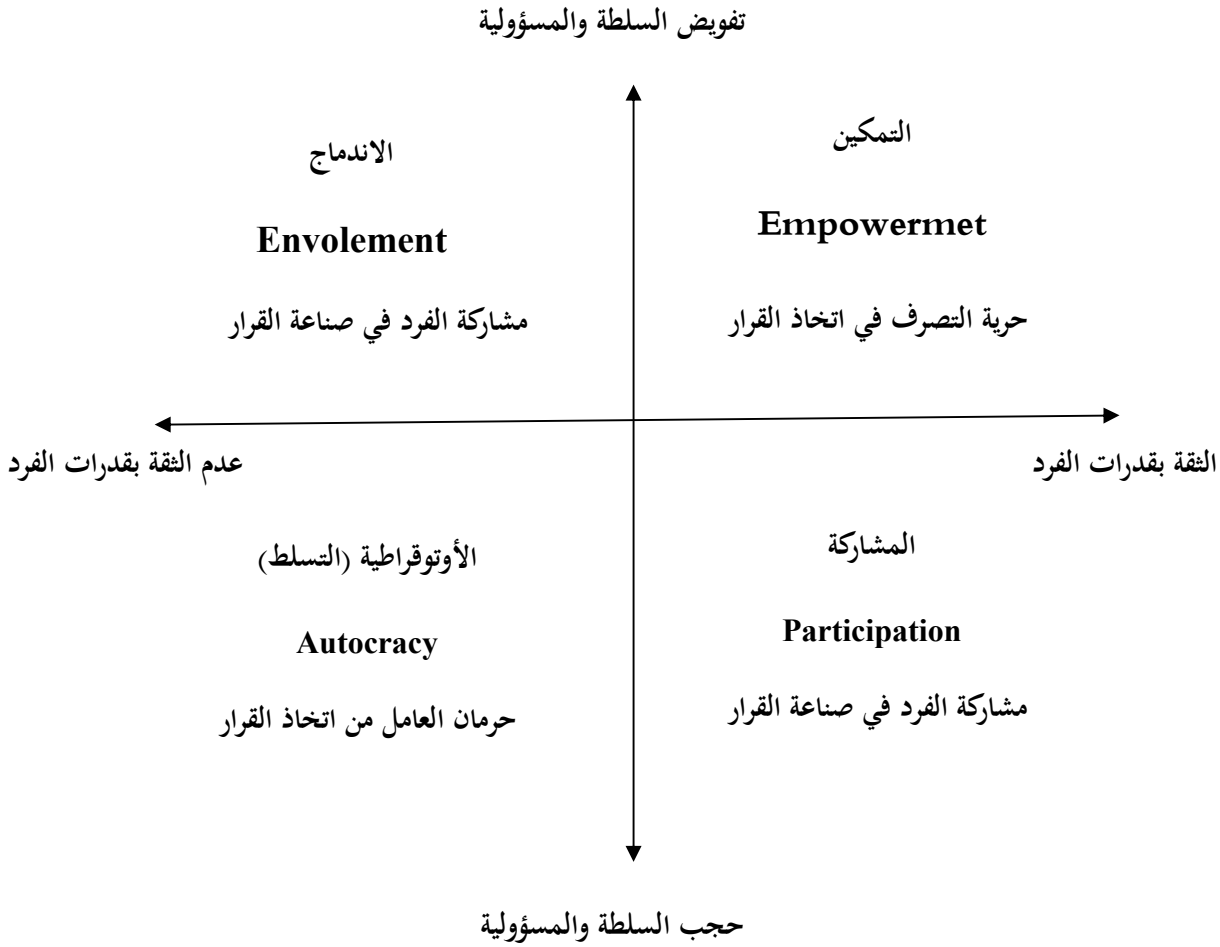 تفويض السلطة والمسؤولية
التمكين
Empowermet
حرية التصرف في اتخاذ القرار
الاندماج
Envolement
مشاركة الفرد في صناعة القرار
الثقة بقدرات الفرد
عدم الثقة بقدرات الفرد
المشاركة
Participation
مشاركة الفرد في صناعة القرار
الأوتوقراطية (التسلط)
Autocracy
حرمان العامل من اتخاذ القرار
حجب السلطة والمسؤولية